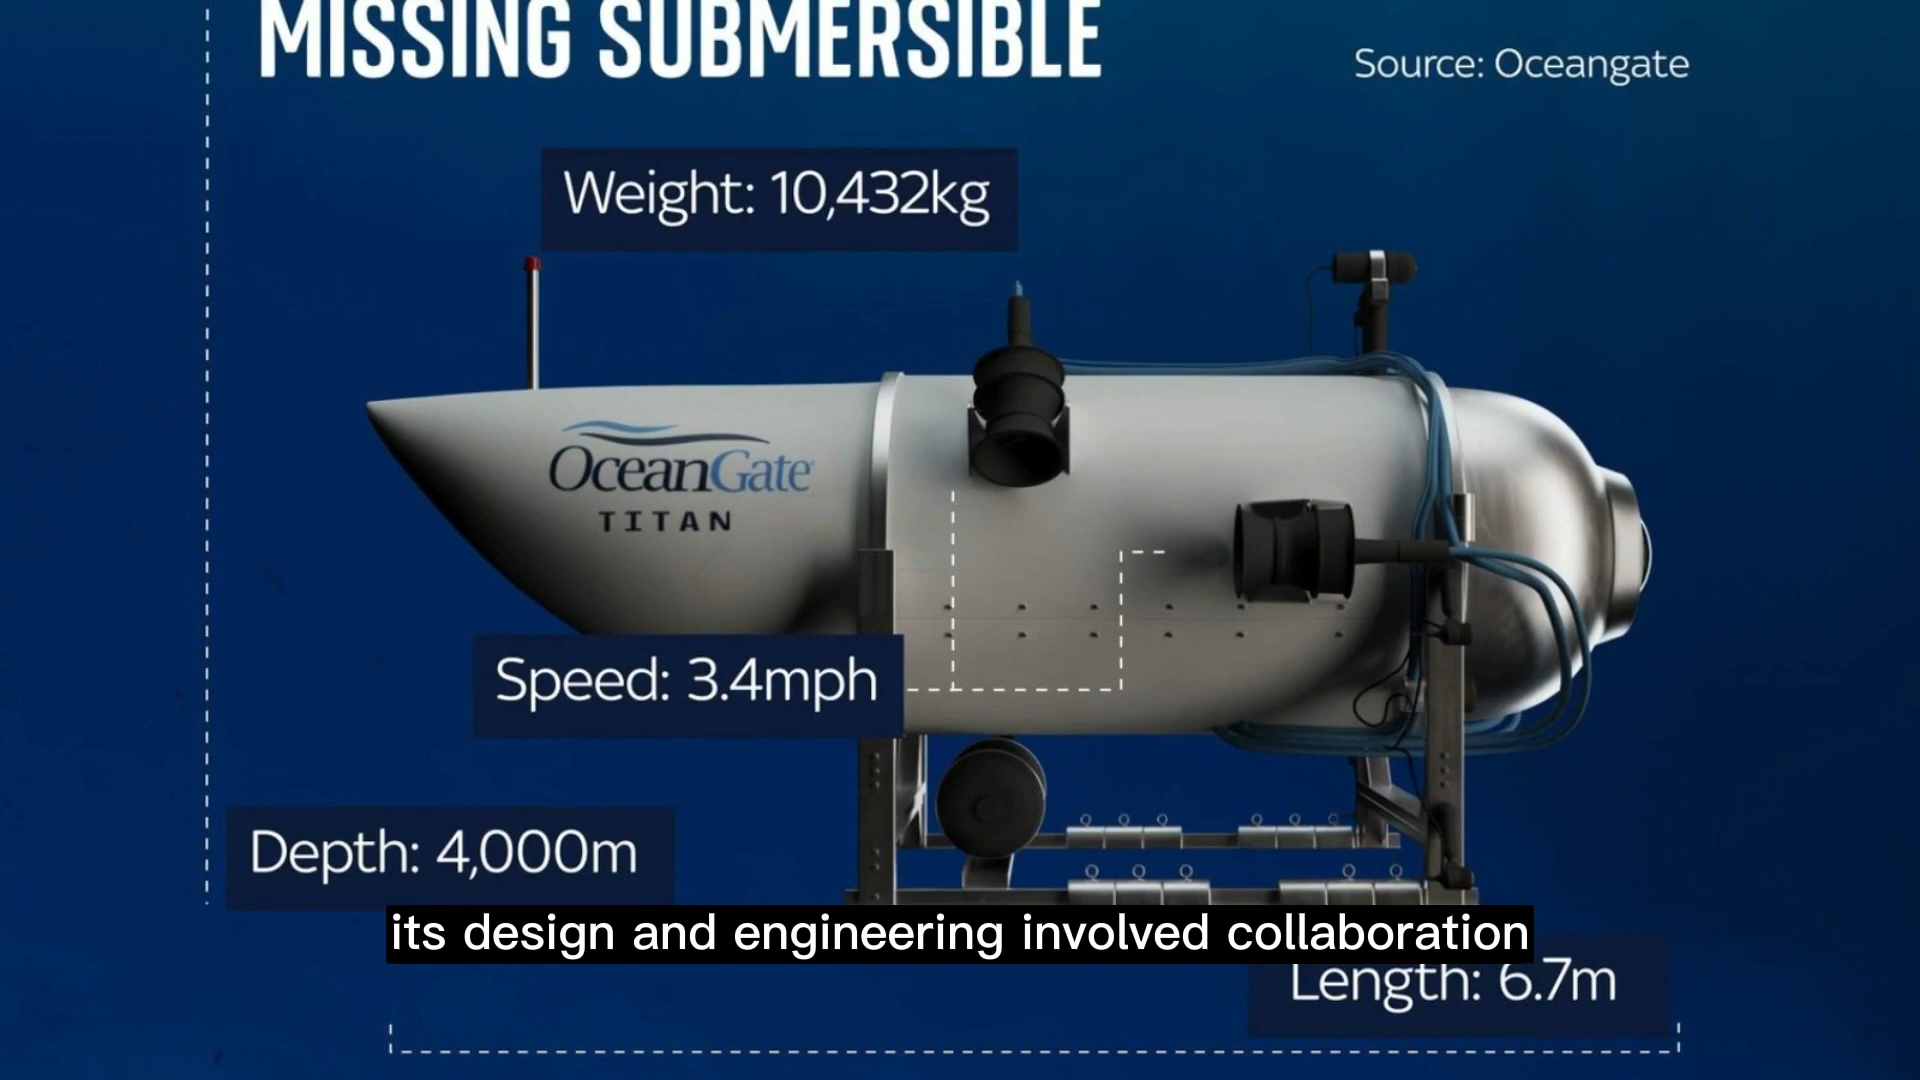 MISSING SUBMERSIBLE
Source: Oceangate
Weight: 10,432kg
OceanGate
TITAN
Speed: 3.4mph
Depth: 4,000m
its design and engineering involved collaboration
Length: 6.7m